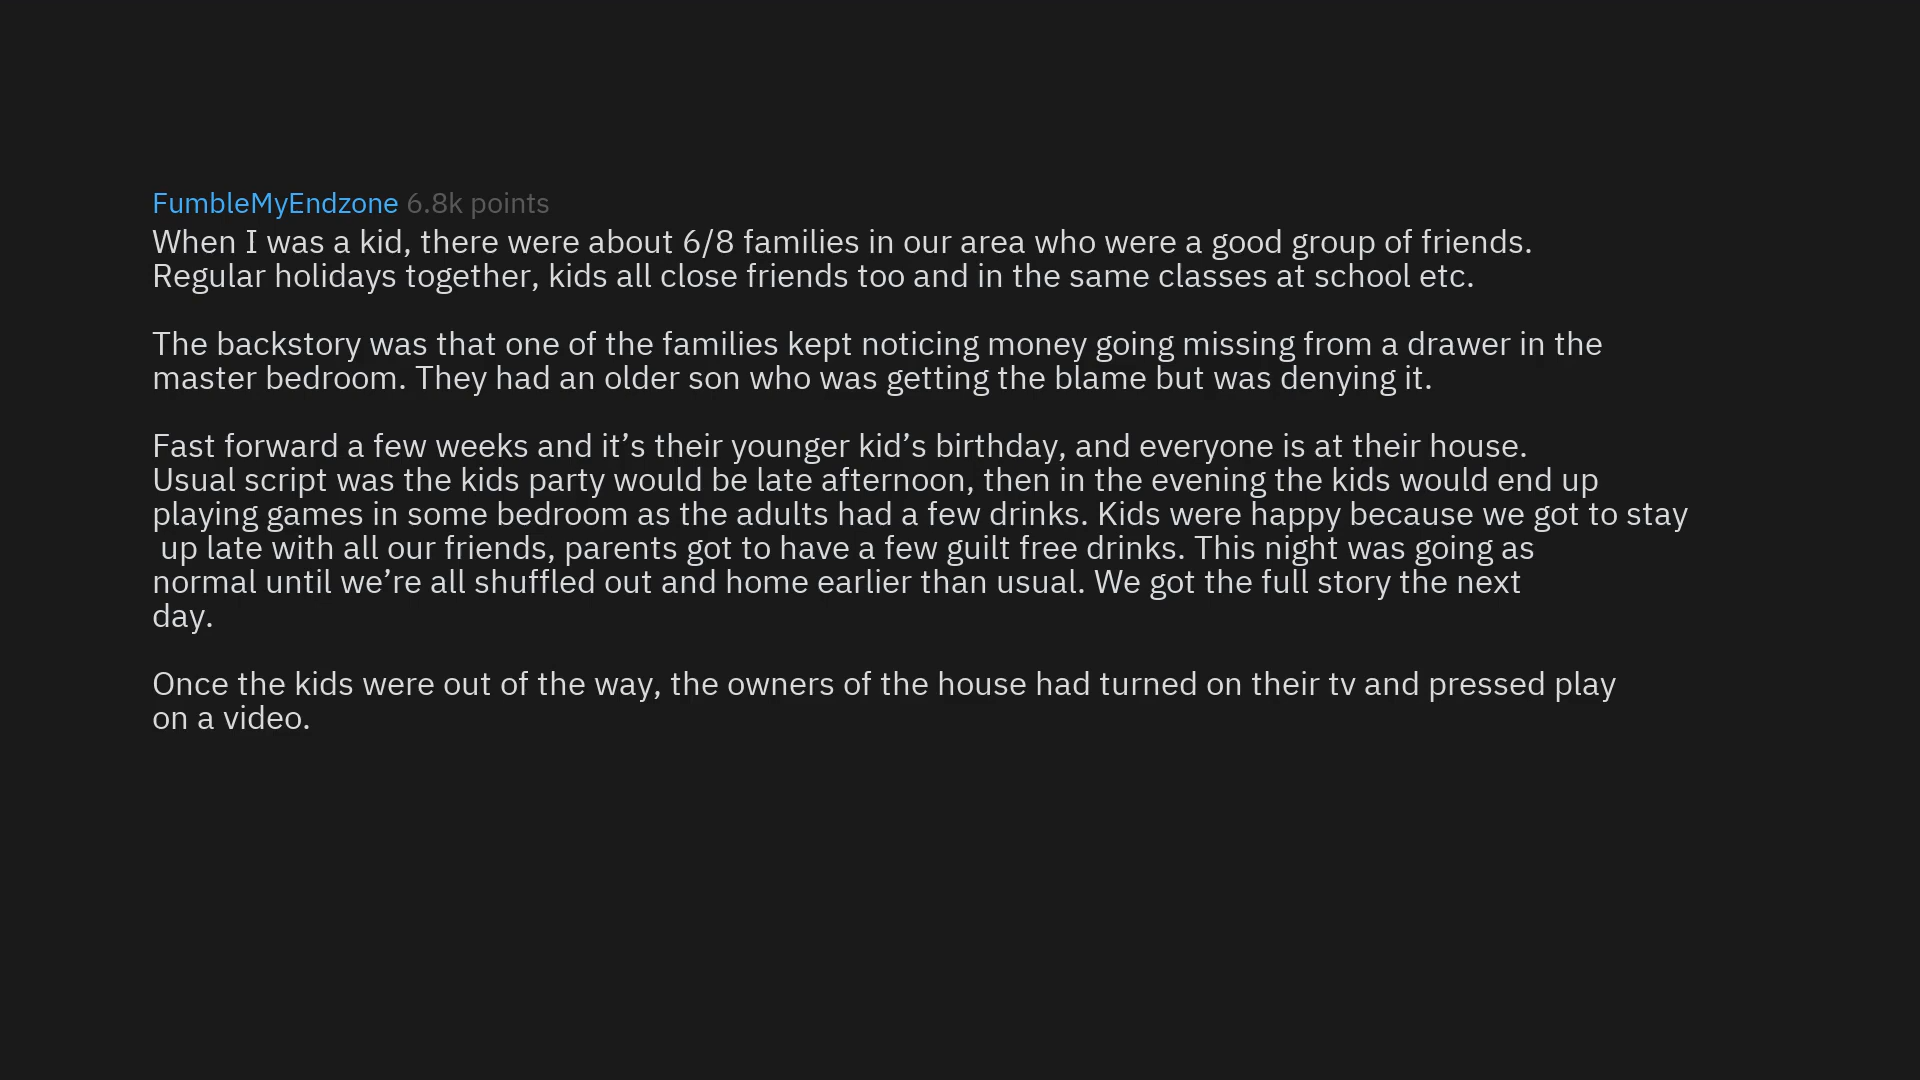 FumbleMyEndzone 6.8k points
When I was a kid, there were about 6/8 families in our area who were a good group of friends.
Regular holidays together, kids all close friends too and in the same classes at school etc.
The backstory was that one of the families kept noticing money going missing from a drawer in the
master bedroom. They had an older son who was getting the blame but was denying it.
Fast forward a few weeks and it’s their younger kid’s birthday, and everyone is at their house.
Usual script was the kids party would be late afternoon, then in the evening the kids would end up
playing games in some bedroom as the adults had a few drinks. Kids were happy because we got to stay
up late with all our friends, parents got to have a few guilt free drinks. This night was going as
normal until we’re all shuffled out and home earlier than usual. We got the full story the next
day.
Once the kids were out of the way, the owners of the house had turned on their tv and pressed play
on a video.